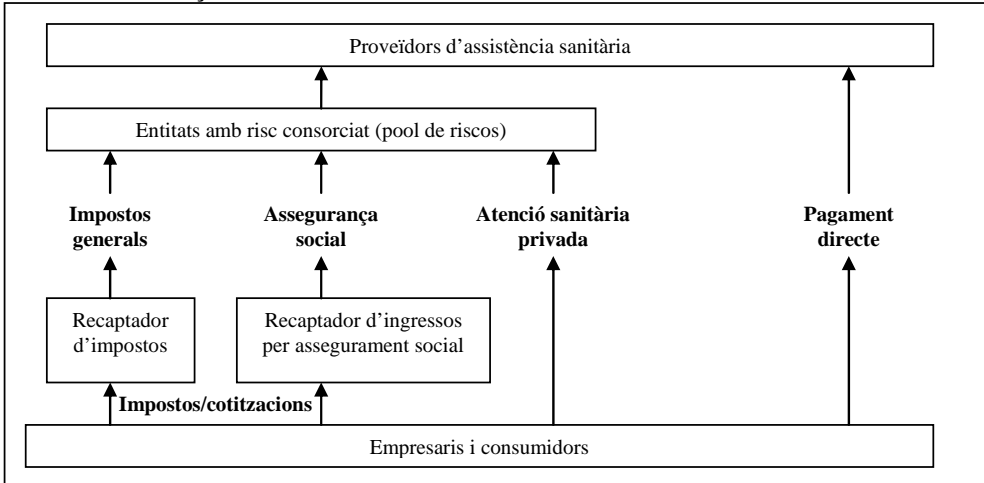 Proveïdors d'assistència sanitària
Entitats amb risc consorciat (pool de riscos)
Impostos
generals
Assegurança
social
Atenció sanitària
privada
Pagament
directe
Recaptador
d'impostos
Recaptador d'ingressos
per assegurament social
Impostos/cotitzacions
Empresaris i consumidors